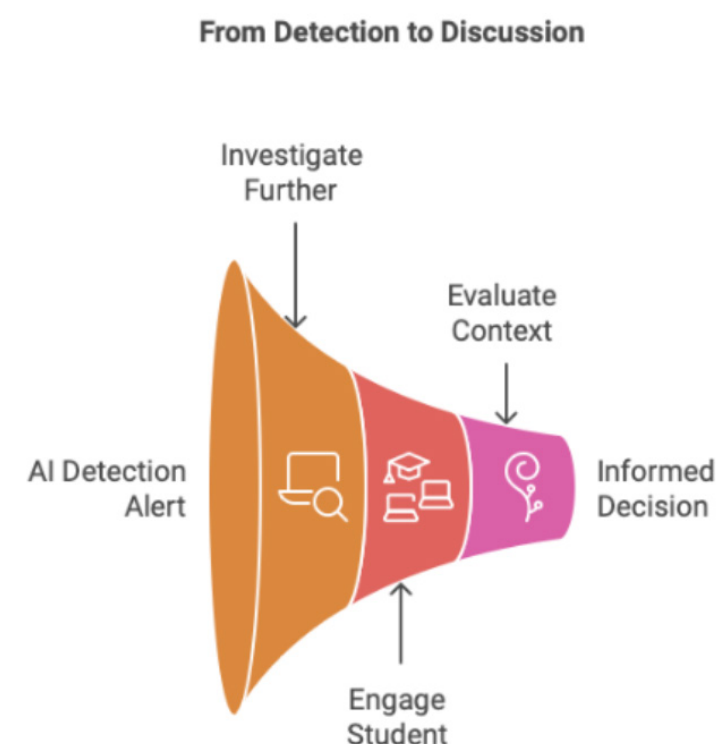 From Detection to Discussion
Investigate
Further
Evaluate
Context
AI Detection
Alert
Informed
Decision
Engage
Student